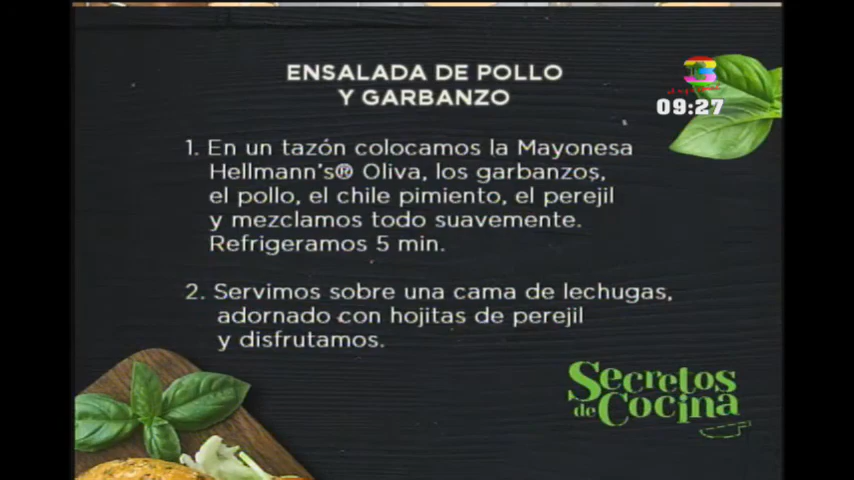 ENSALADA DE POLLO
Y GARBANZO
09:27
1. En un tazón colocamos la Mayonesa
Hellmann's® Oliva, los garbanzos,
el pollo, el chile pimiento, el perejil
y mezclamos todo suavemente.
Refrigeramos 5 min.
2. Servimos sobre una cama de lechugas,
adornado con hojitas de perejil
y disfrutamos.
Secretos
de Cocina